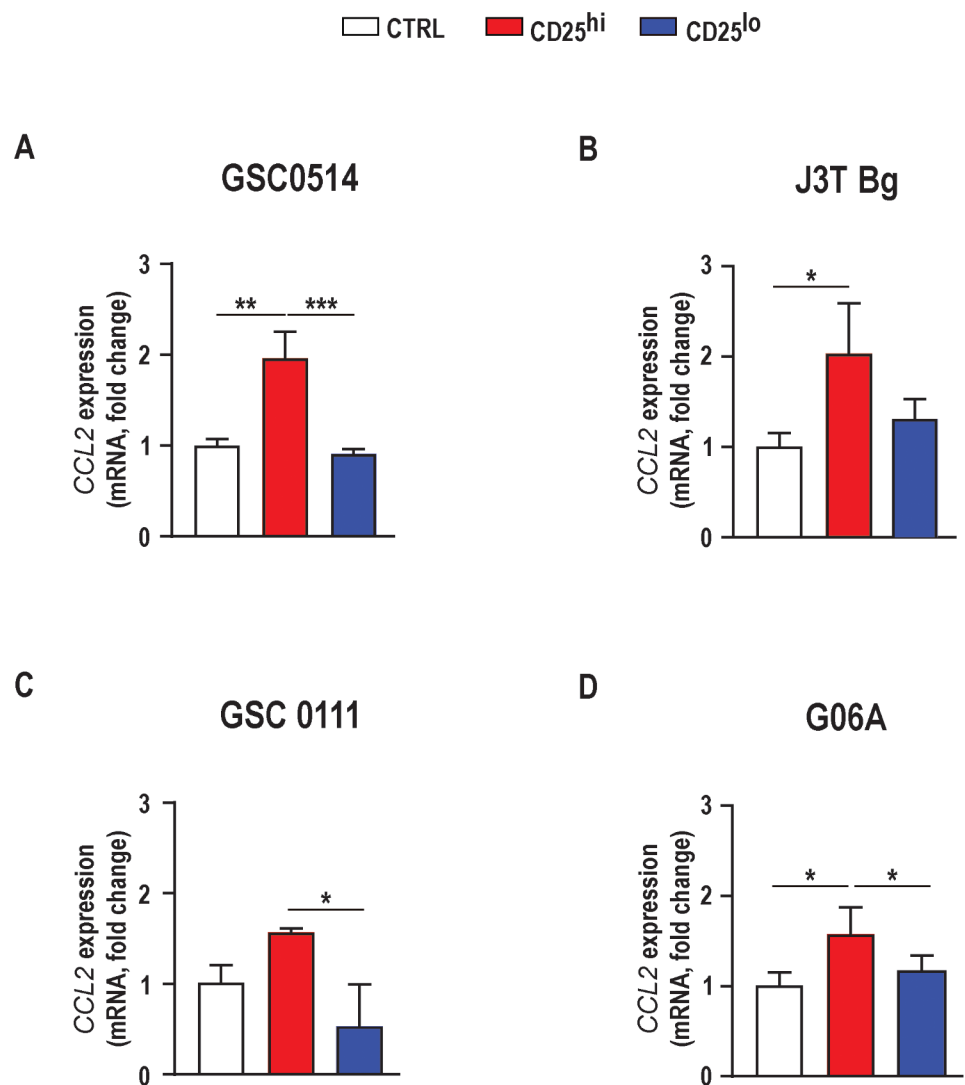 CTRL CD25hi CD25lo
A
GSC0514
CCL2 expression
(mRNA, fold change)
3
2
1
0
** ***
B
J3T Bg
CCL2 expression
(mRNA, fold change)
3
2
1
0
*
C
GSC 0111
CCL2 expression
(mRNA, fold change)
3
2
1
0
*
D
G06A
CCL2 expression
(mRNA, fold change)
3
2
1
0
* *